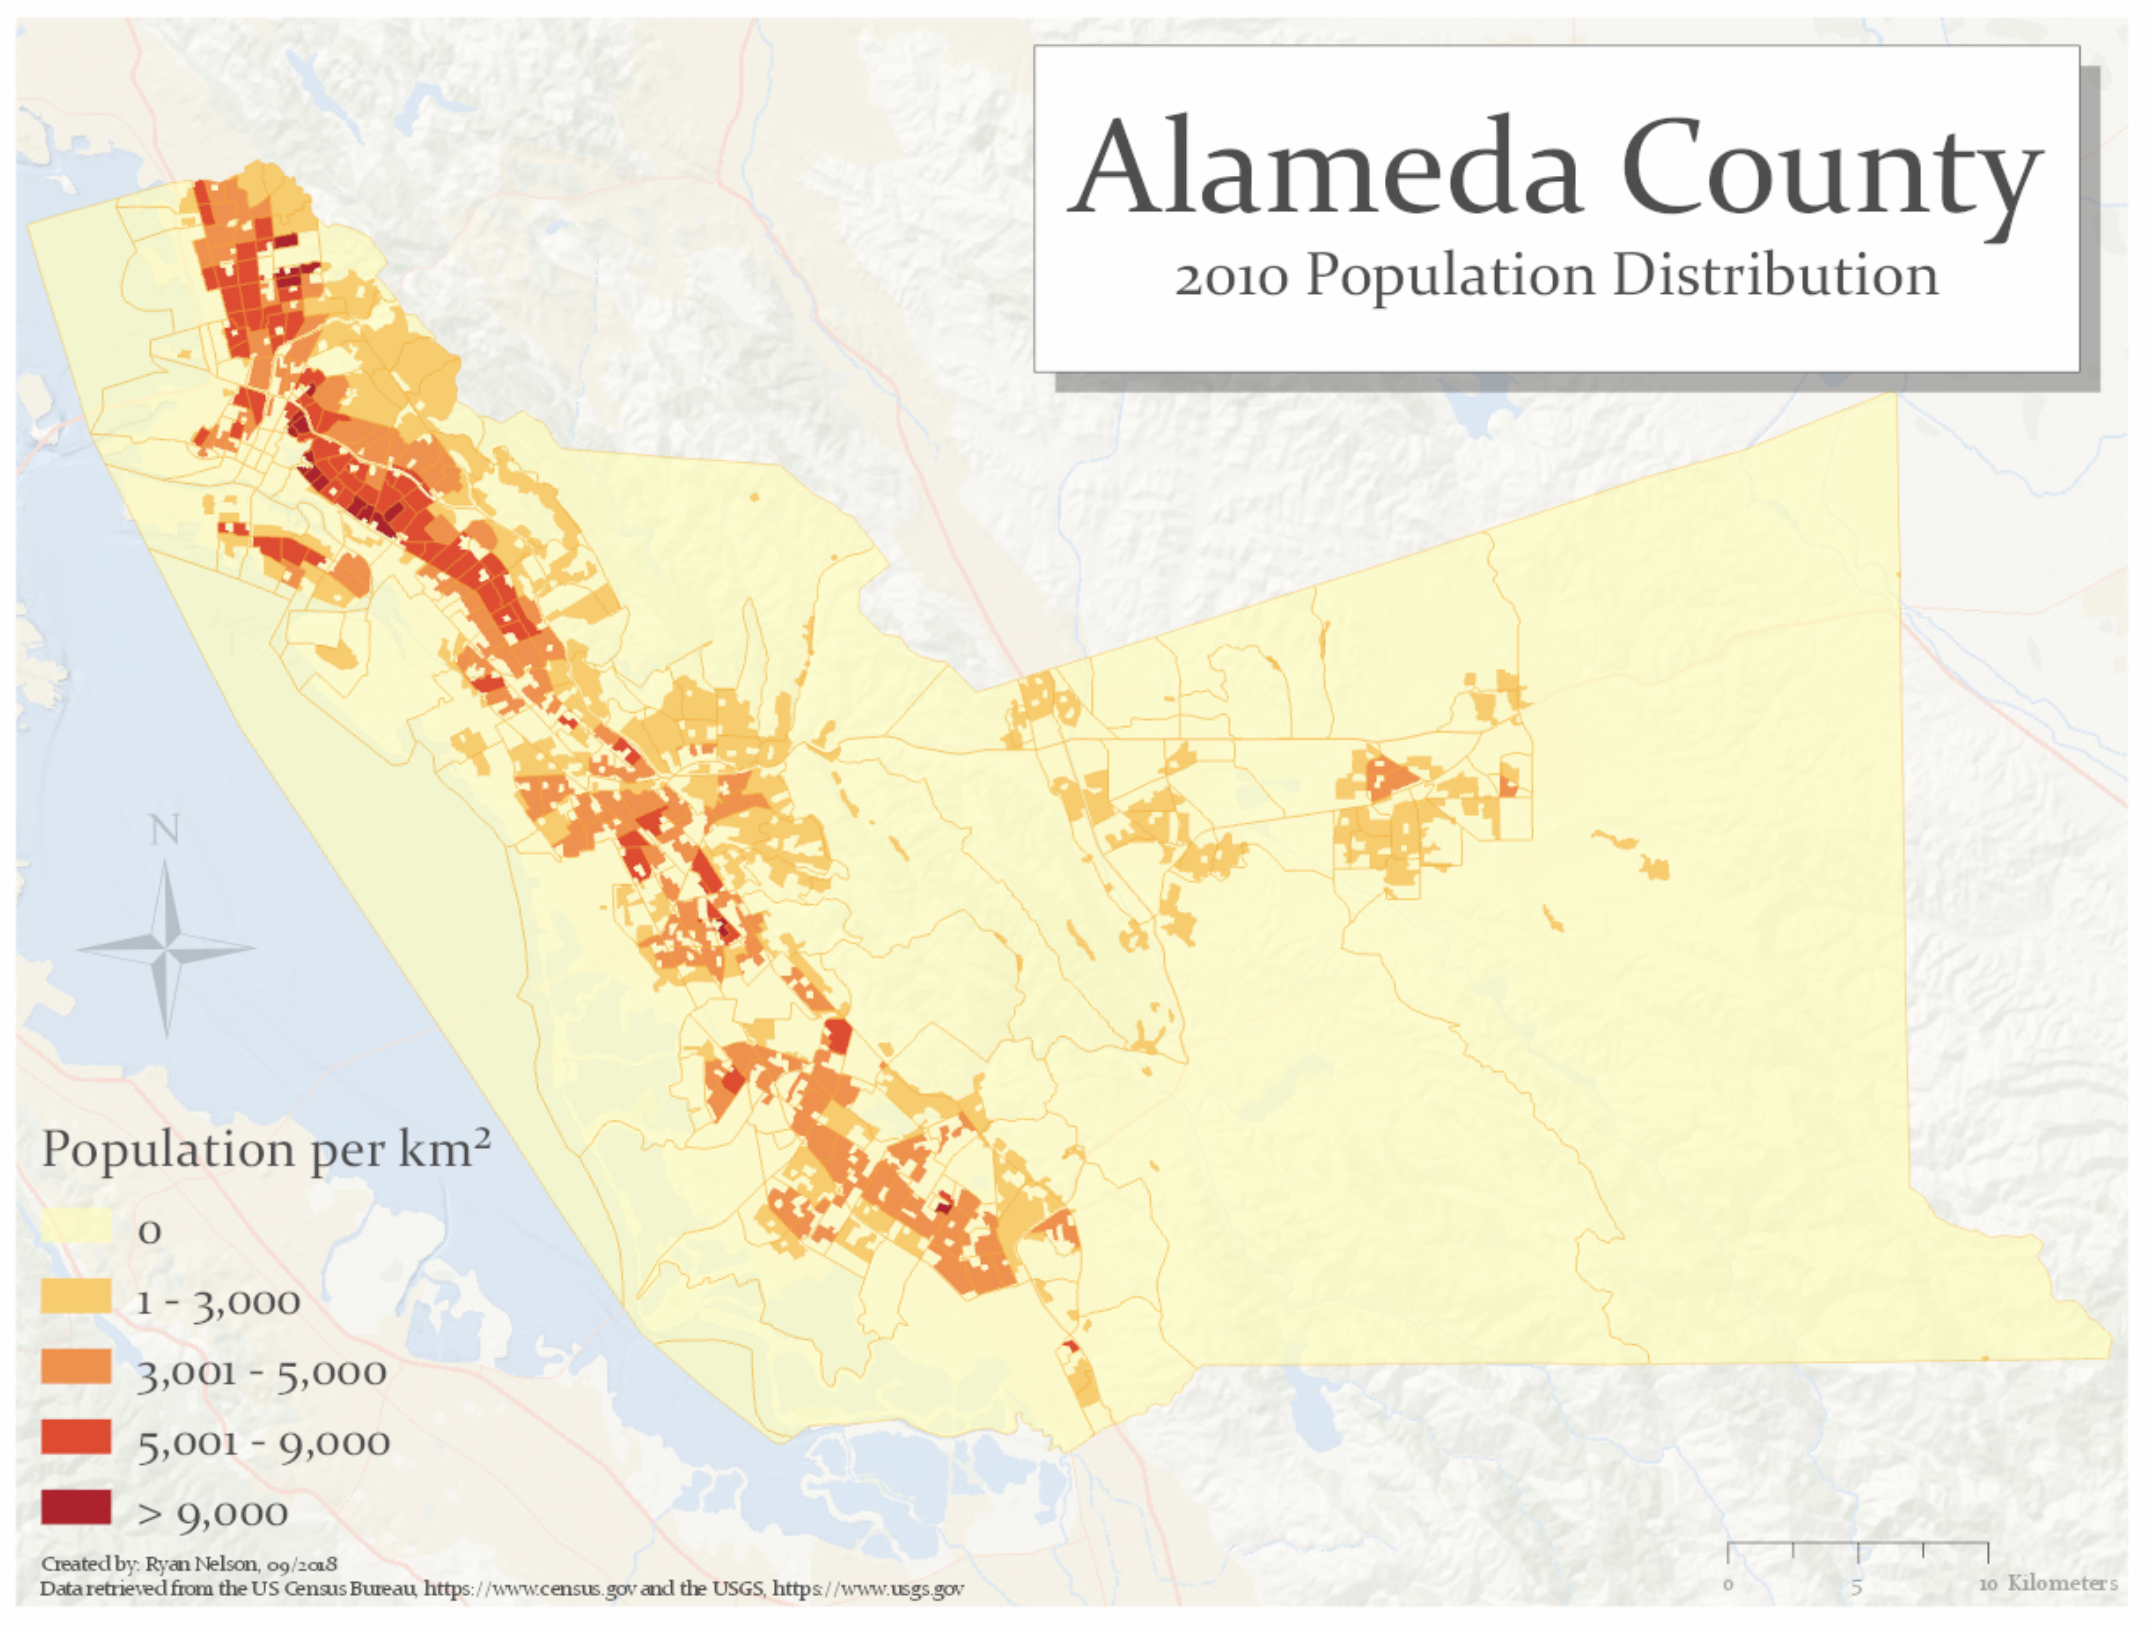 Alameda County
2010 Population Distribution
N
Population per km²
0
1 - 3,000
3,001 - 5,000
5,001 - 9,000
> 9,000
Created by: Ryan Nelson, 09/2018
Data retrieved from the US Census Bureau, https://www.census.gov and the USGS, https://www.usgs.gov
0 5 10 Kilometers